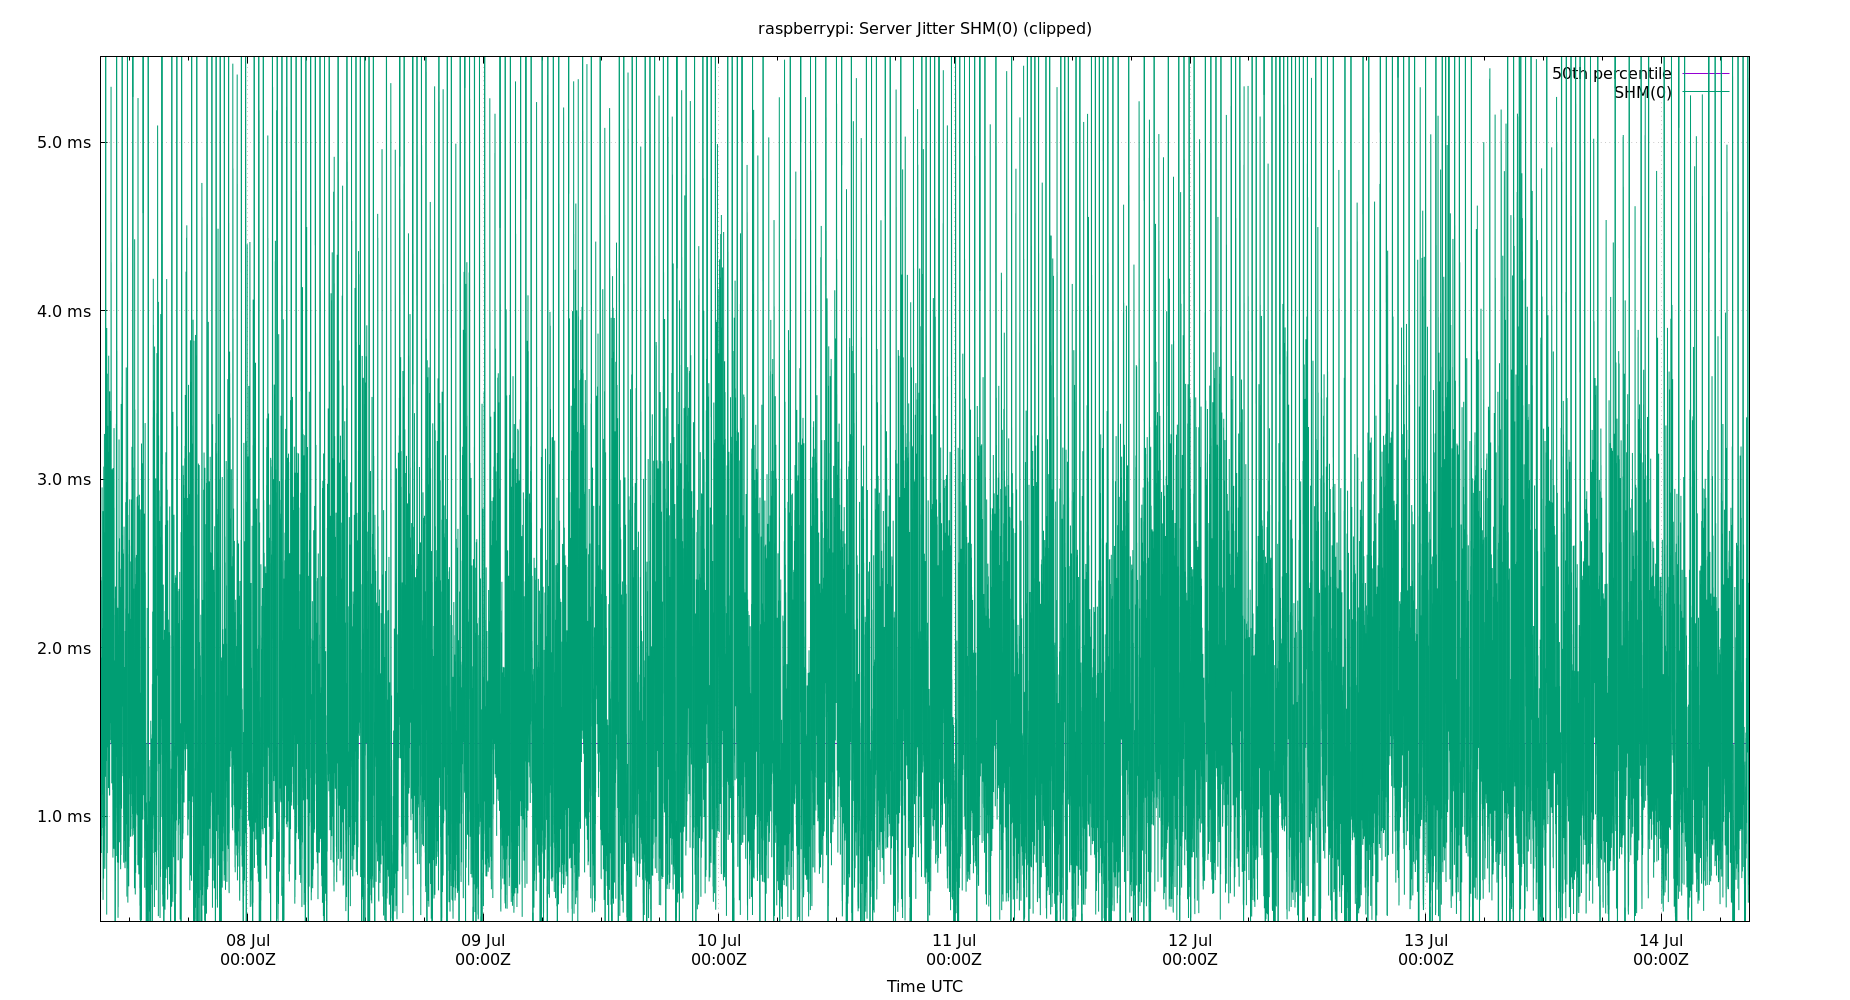 raspberrypi: Server Jitter SHM(0) (clipped)
50th percentile
SHM(0)
5.0 ms
4.0 ms
3.0 ms
2.0 ms
1.0 ms
08 Jul 09 Jul 10 Jul 11 Jul 12 Jul 13 Jul 14 Jul
00:00Z 00:00Z 00:00Z 00:00Z 00:00Z 00:00Z 00:00Z
Time UTC